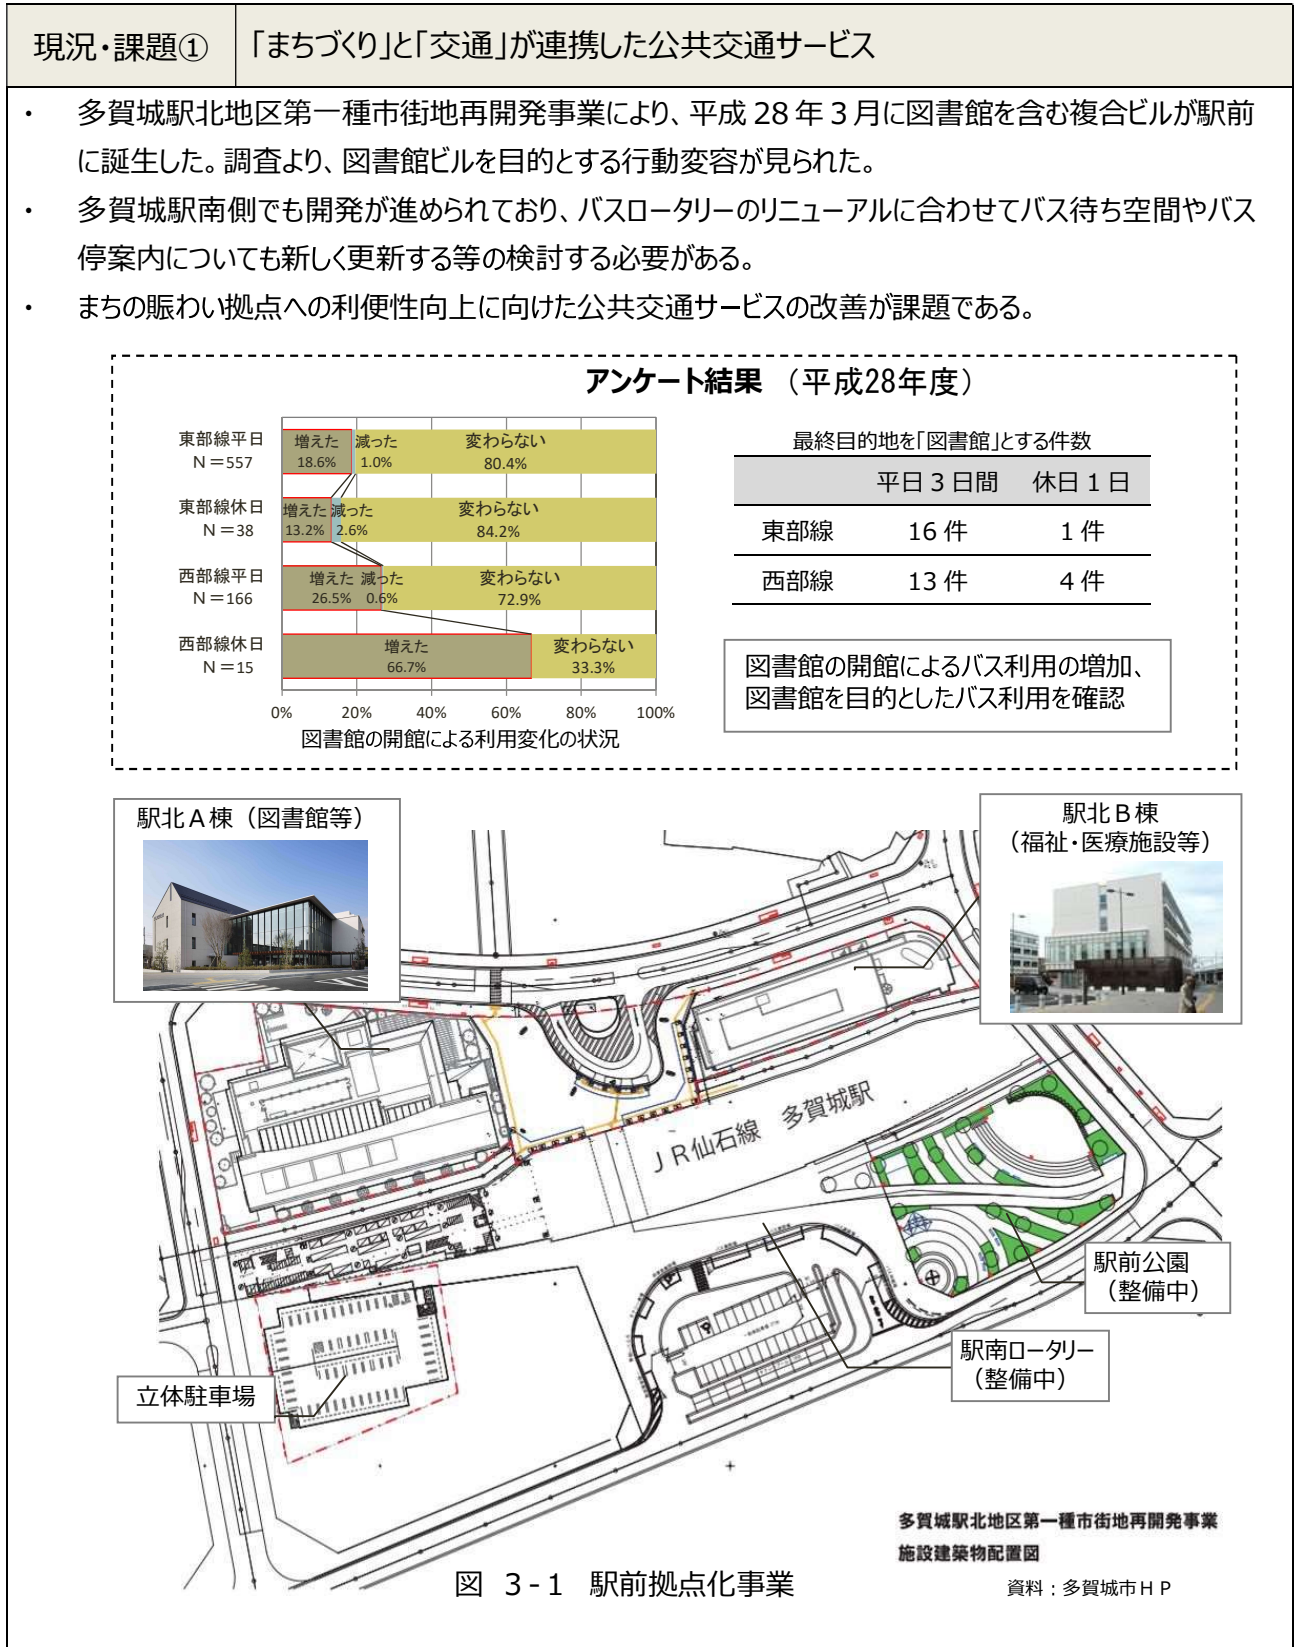 現況・課題①
「まちづくり」と「交通」が連携した公共交通サービス
・ 多賀城駅北地区第一種市街地再開発事業により、平成 28 年 3 月に図書館を含む複合ビルが駅前
に誕生した。調査より、図書館ビルを目的とする行動変容が見られた。
・ 多賀城駅南側でも開発が進められており、バスロータリーのリニューアルに合わせてバス待ち空間やバス
停案内についても新しく更新する等の検討する必要がある。
・ まちの賑わい拠点への利便性向上に向けた公共交通サービスの改善が課題である。
アンケート結果 （平成28年度）
東部線平日
N＝557
増えた 減った 変わらない
18.6% 1.0% 80.4%
東部線休日
N＝38
増えた 減った 変わらない
13.2% 2.6% 84.2%
西部線平日
N＝166
増えた 減った 変わらない
26.5% 0.6% 72.9%
西部線休日
N＝15
増えた 変わらない
66.7% 33.3%
0% 20% 40% 60% 80% 100%
図書館の開館による利用変化の状況
最終目的地を「図書館」とする件数
平日 3 日間 休日 1 日
東部線 16 件 1 件
西部線 13 件 4 件
図書館の開館によるバス利用の増加、
図書館を目的としたバス利用を確認
駅北Ａ棟（図書館等）
駅北Ｂ棟
（福祉・医療施設等）
ＪＲ仙石線 多賀城駅
駅前公園
（整備中）
駅南ロータリー
（整備中）
立体駐車場
多賀城駅北地区第一種市街地再開発事業
施設建築物配置図
図 3-1 駅前拠点化事業
資料：多賀城市ＨＰ